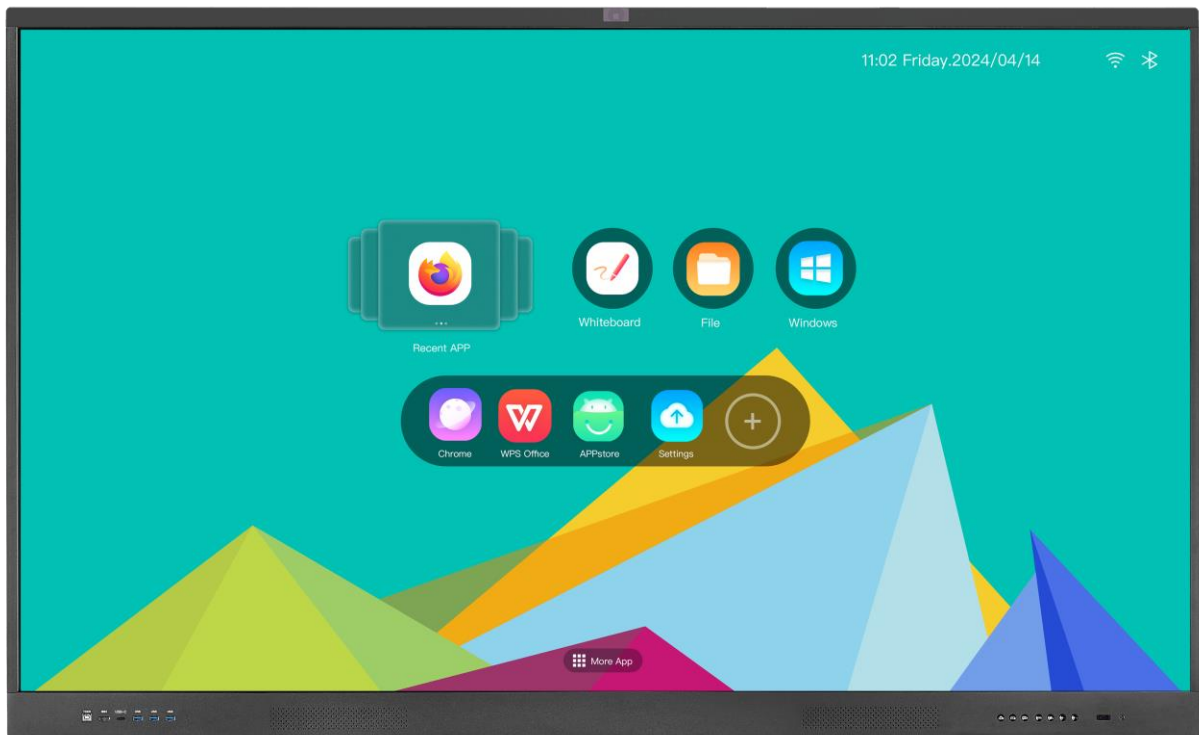 11:02 Friday.2024/04/14
Whiteboard
File
Windows
Recent APP
Chrome
WPS Office
APPstore
Settings
More App